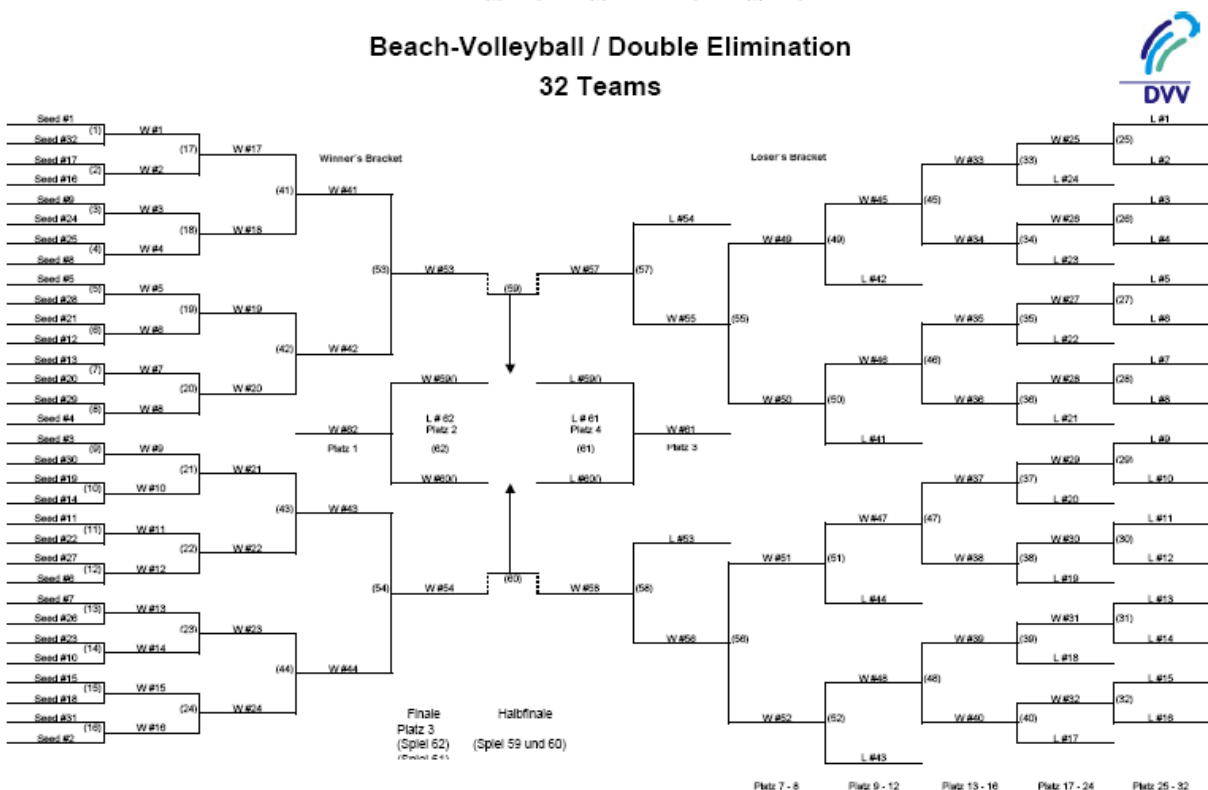 Beach-Volleyball / Double Elimination
32 Teams
DVV
Winner's Bracket
Loser's Bracket
Seed #1
(1)
Seed #32
Seed #17
(2)
Seed #16
Seed #9
(3)
Seed #24
Seed #25
(4)
Seed #8
Seed #5
(5)
Seed #28
Seed #21
(6)
Seed #12
Seed #13
(7)
Seed #20
Seed #29
(8)
Seed #4
Seed #3
(9)
Seed #30
Seed #19
(10)
Seed #14
Seed #11
(11)
Seed #22
Seed #27
(12)
Seed #6
Seed #7
(13)
Seed #26
Seed #23
(14)
Seed #10
Seed #15
(15)
Seed #18
Seed #31
(16)
Seed #2
W #1
(17)
W #2
W #3
(18)
W #4
W #5
(19)
W #6
W #7
(20)
W #8
W #9
(21)
W #10
W #11
(22)
W #12
W #13
(23)
W #14
W #15
(24)
W #16
W #17
(41)
W #18
W #19
(42)
W #20
W #21
(43)
W #22
W #23
(44)
W #24
W #41
(53)
W #42
W #43
(54)
W #44
W #53
(59)
W #57
W #54
(60)
W #58
W #62
Platz 1
W #59()
L # 62
Platz 2
(62)
W #60()
L #59()
L # 61
Platz 4
(61)
L #60()
W #61
Platz 3
L #54
(57)
W #55
L #53
(58)
W #56
W #49
(55)
W #50
W #51
(56)
W #52
W #45
(49)
L #42
W #46
(50)
L #41
W #47
(51)
L #44
W #48
(52)
L #43
W #33
(45)
W #34
W #35
(46)
W #36
W #37
(47)
W #38
W #39
(48)
W #40
W #25
(33)
L #24
W #26
(34)
L #23
W #27
(35)
L #22
W #28
(36)
L #21
W #29
(37)
L #20
W #30
(38)
L #19
W #31
(39)
L #18
W #32
(40)
L #17
L #1
(25)
L #2
L #3
(26)
L #4
L #5
(27)
L #6
L #7
(28)
L #8
L #9
(29)
L #10
L #11
(30)
L #12
L #13
(31)
L #14
L #15
(32)
L #16
Finale
Halbfinale
Platz 3
(Spiel 62)
(Spiel 59 und 60)
(Spiel 61)
Platz 7 - 8
Platz 9 - 12
Platz 13 - 16
Platz 17 - 24
Platz 25 - 32